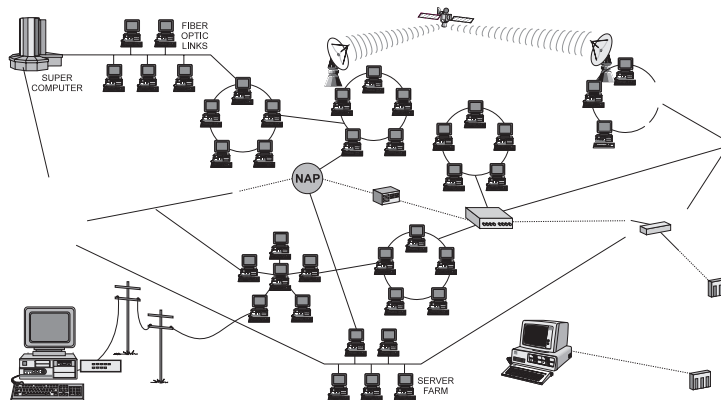 FIBER
OPTIC
LINKS
SUPER
COMPUTER
NAP
SERVER
FARM